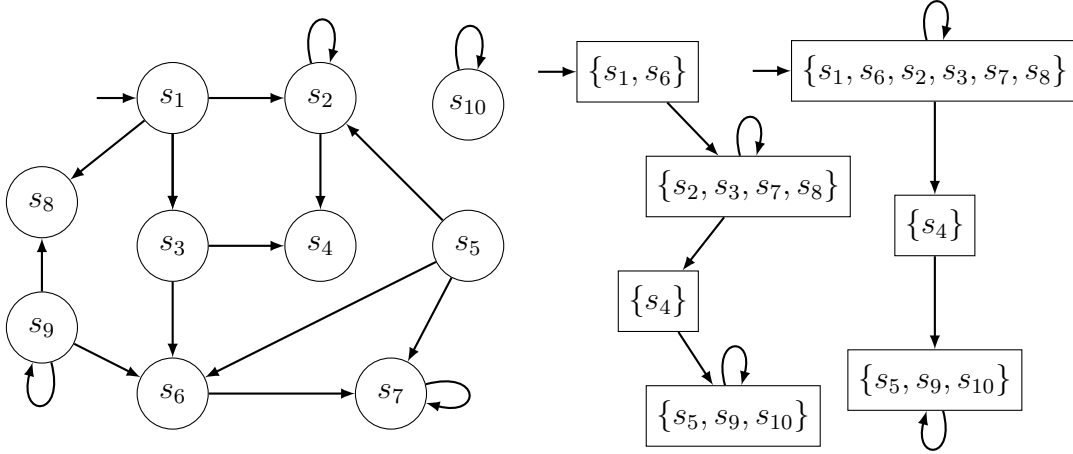 s1
s2
s10
s8
s3
s4
s5
s9
s6
s7
{s1, s6}
{s2, s3, s7, s8}
{s4}
{s5, s9, s10}
{s1, s6, s2, s3, s7, s8}
{s4}
{s5, s9, s10}